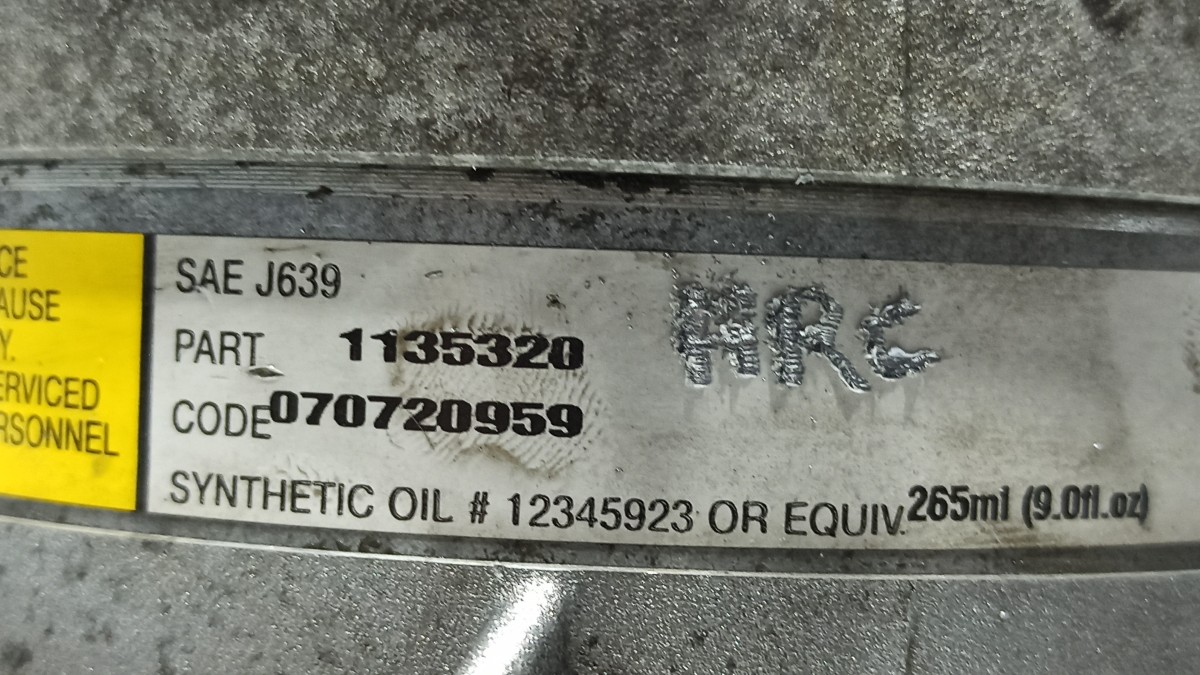 CE
AUSE
Y.
ERVICED
RSONNEL
SAE J639
PART 1135320
CODE 070720959
SYNTHETIC OIL # 12345923 OR EQUIV. 265ml (9.0fl.oz)
ARC